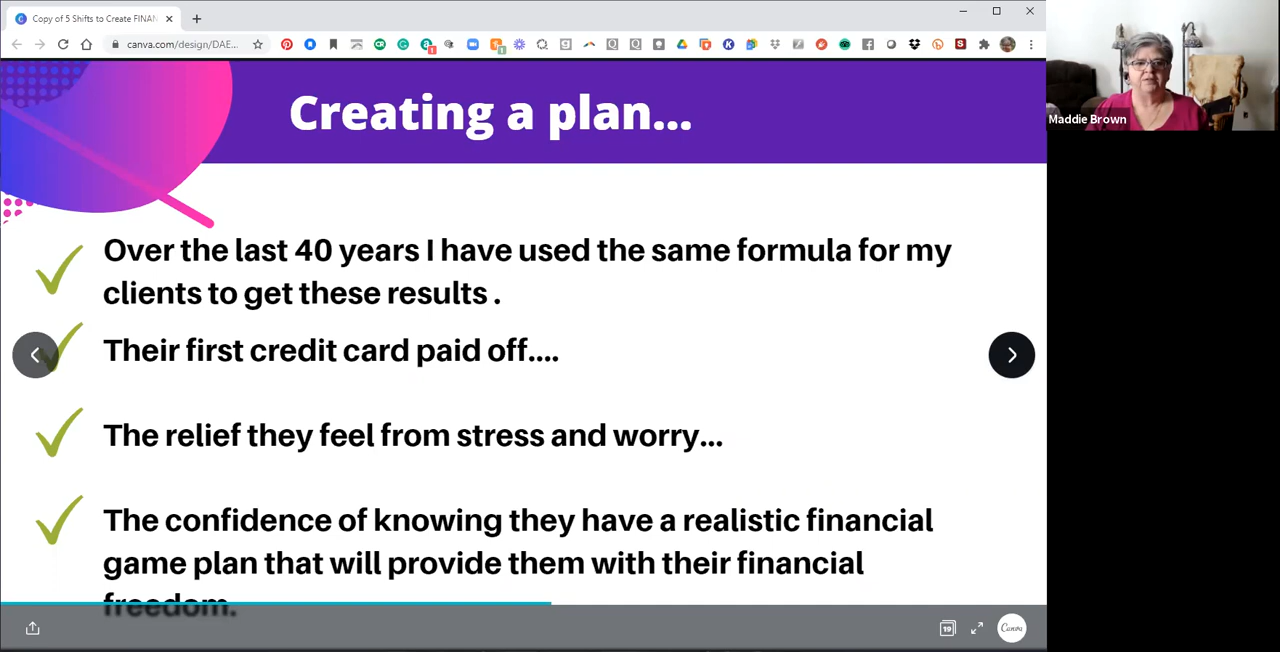 Copy of 5 Shifts to Create FINAN
canva.com/design/DAE...
Creating a plan...
Maddie Brown
Over the last 40 years I have used the same formula for my
clients to get these results .
Their first credit card paid off....
The relief they feel from stress and worry...
The confidence of knowing they have a realistic financial
game plan that will provide them with their financial
freedom.
19
Canva